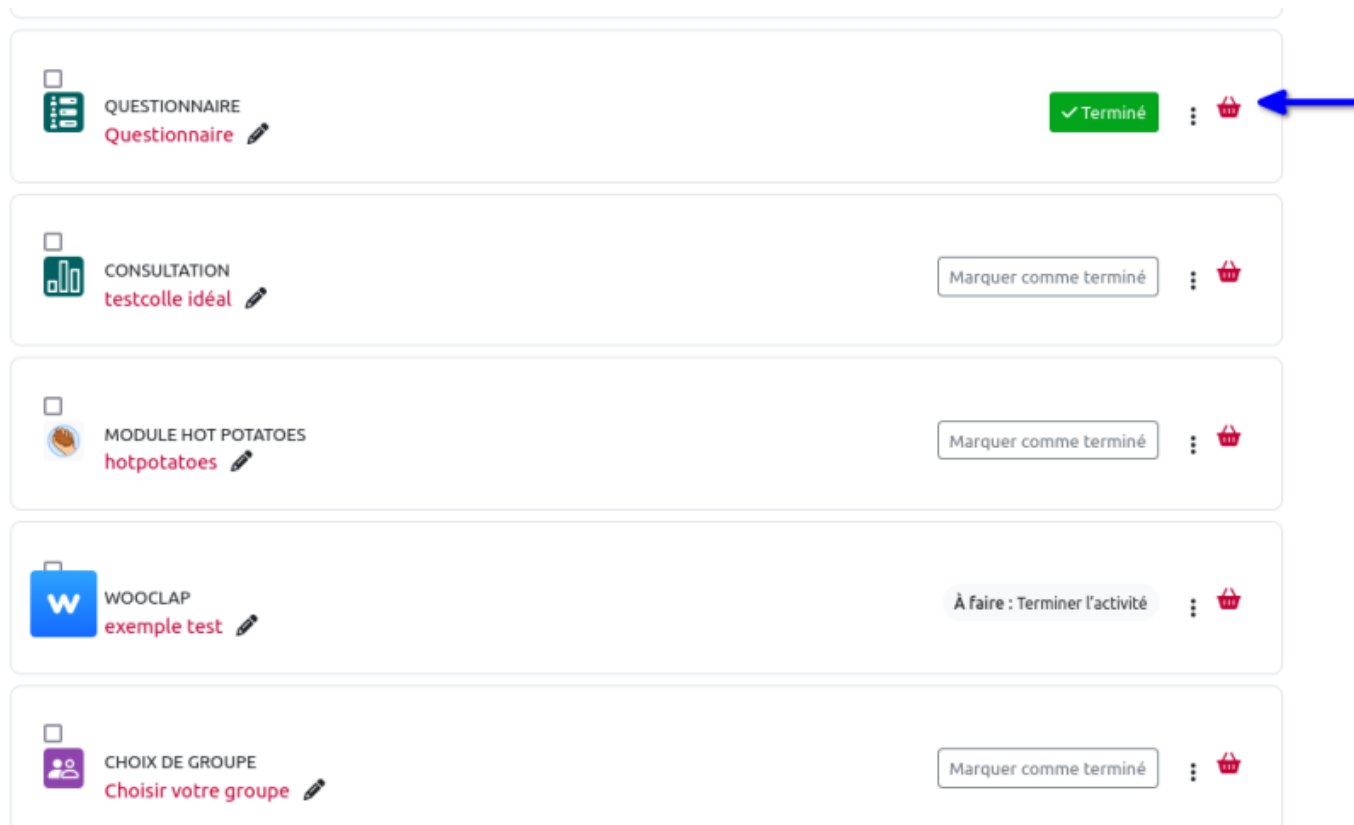 QUESTIONNAIRE
Questionnaire
✓ Terminé
CONSULTATION
testcolle idéal
Marquer comme terminé
MODULE HOT POTATOES
hotpotatoes
Marquer comme terminé
W
WOOCLAP
exemple test
À faire : Terminer l'activité
CHOIX DE GROUPE
Choisir votre groupe
Marquer comme terminé